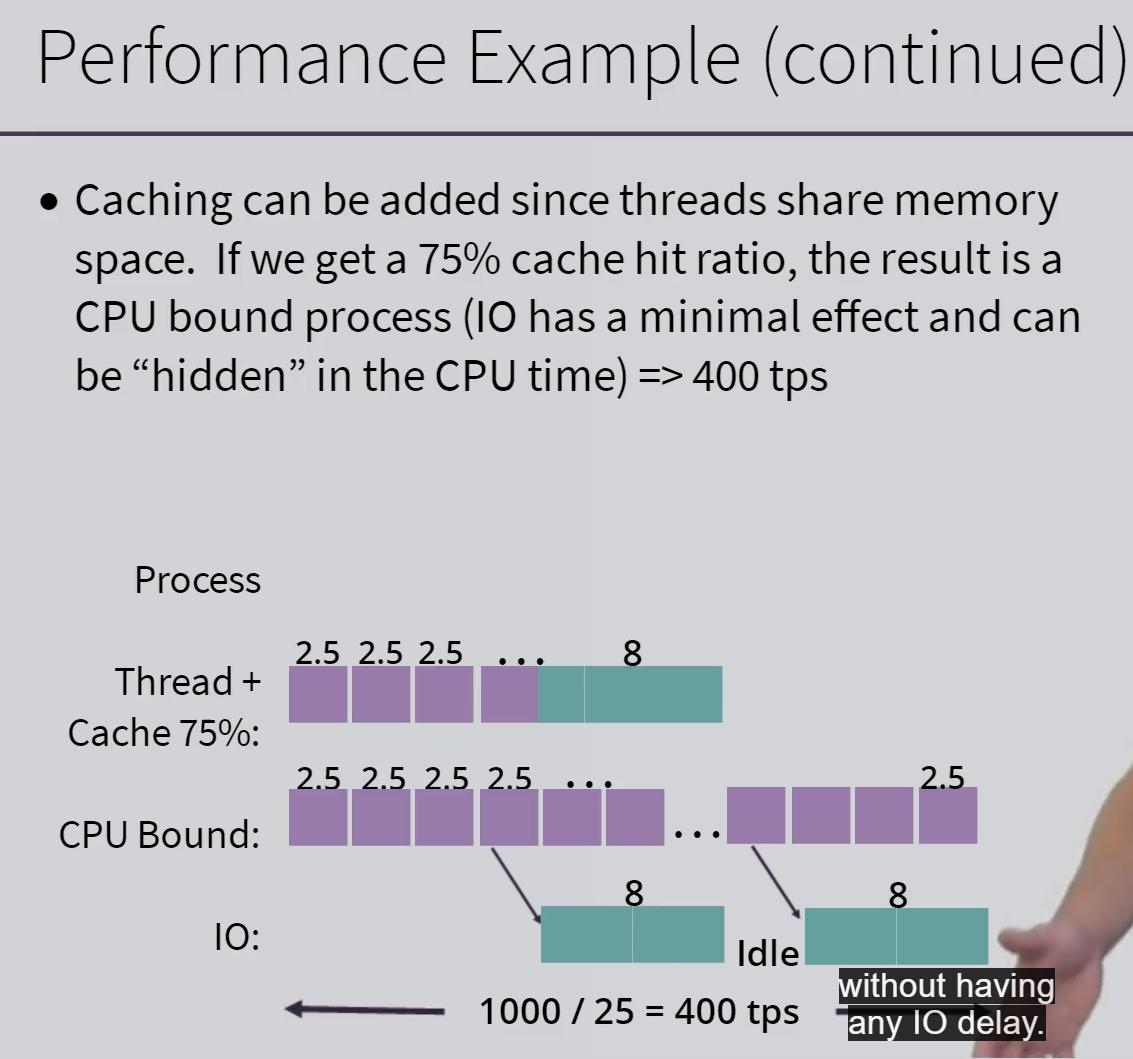 Performance Example (continued)
• Caching can be added since threads share memory
space.  If we get a 75% cache hit ratio, the result is a
CPU bound process (IO has a minimal effect and can
be “hidden” in the CPU time) => 400 tps
Process
2.5 2.5 2.5 ... 8
Thread +
Cache 75%:
2.5 2.5 2.5 2.5 ... 2.5
CPU Bound:
...
8 8
IO:
Idle
1000 / 25 = 400 tps
without having
any IO delay.